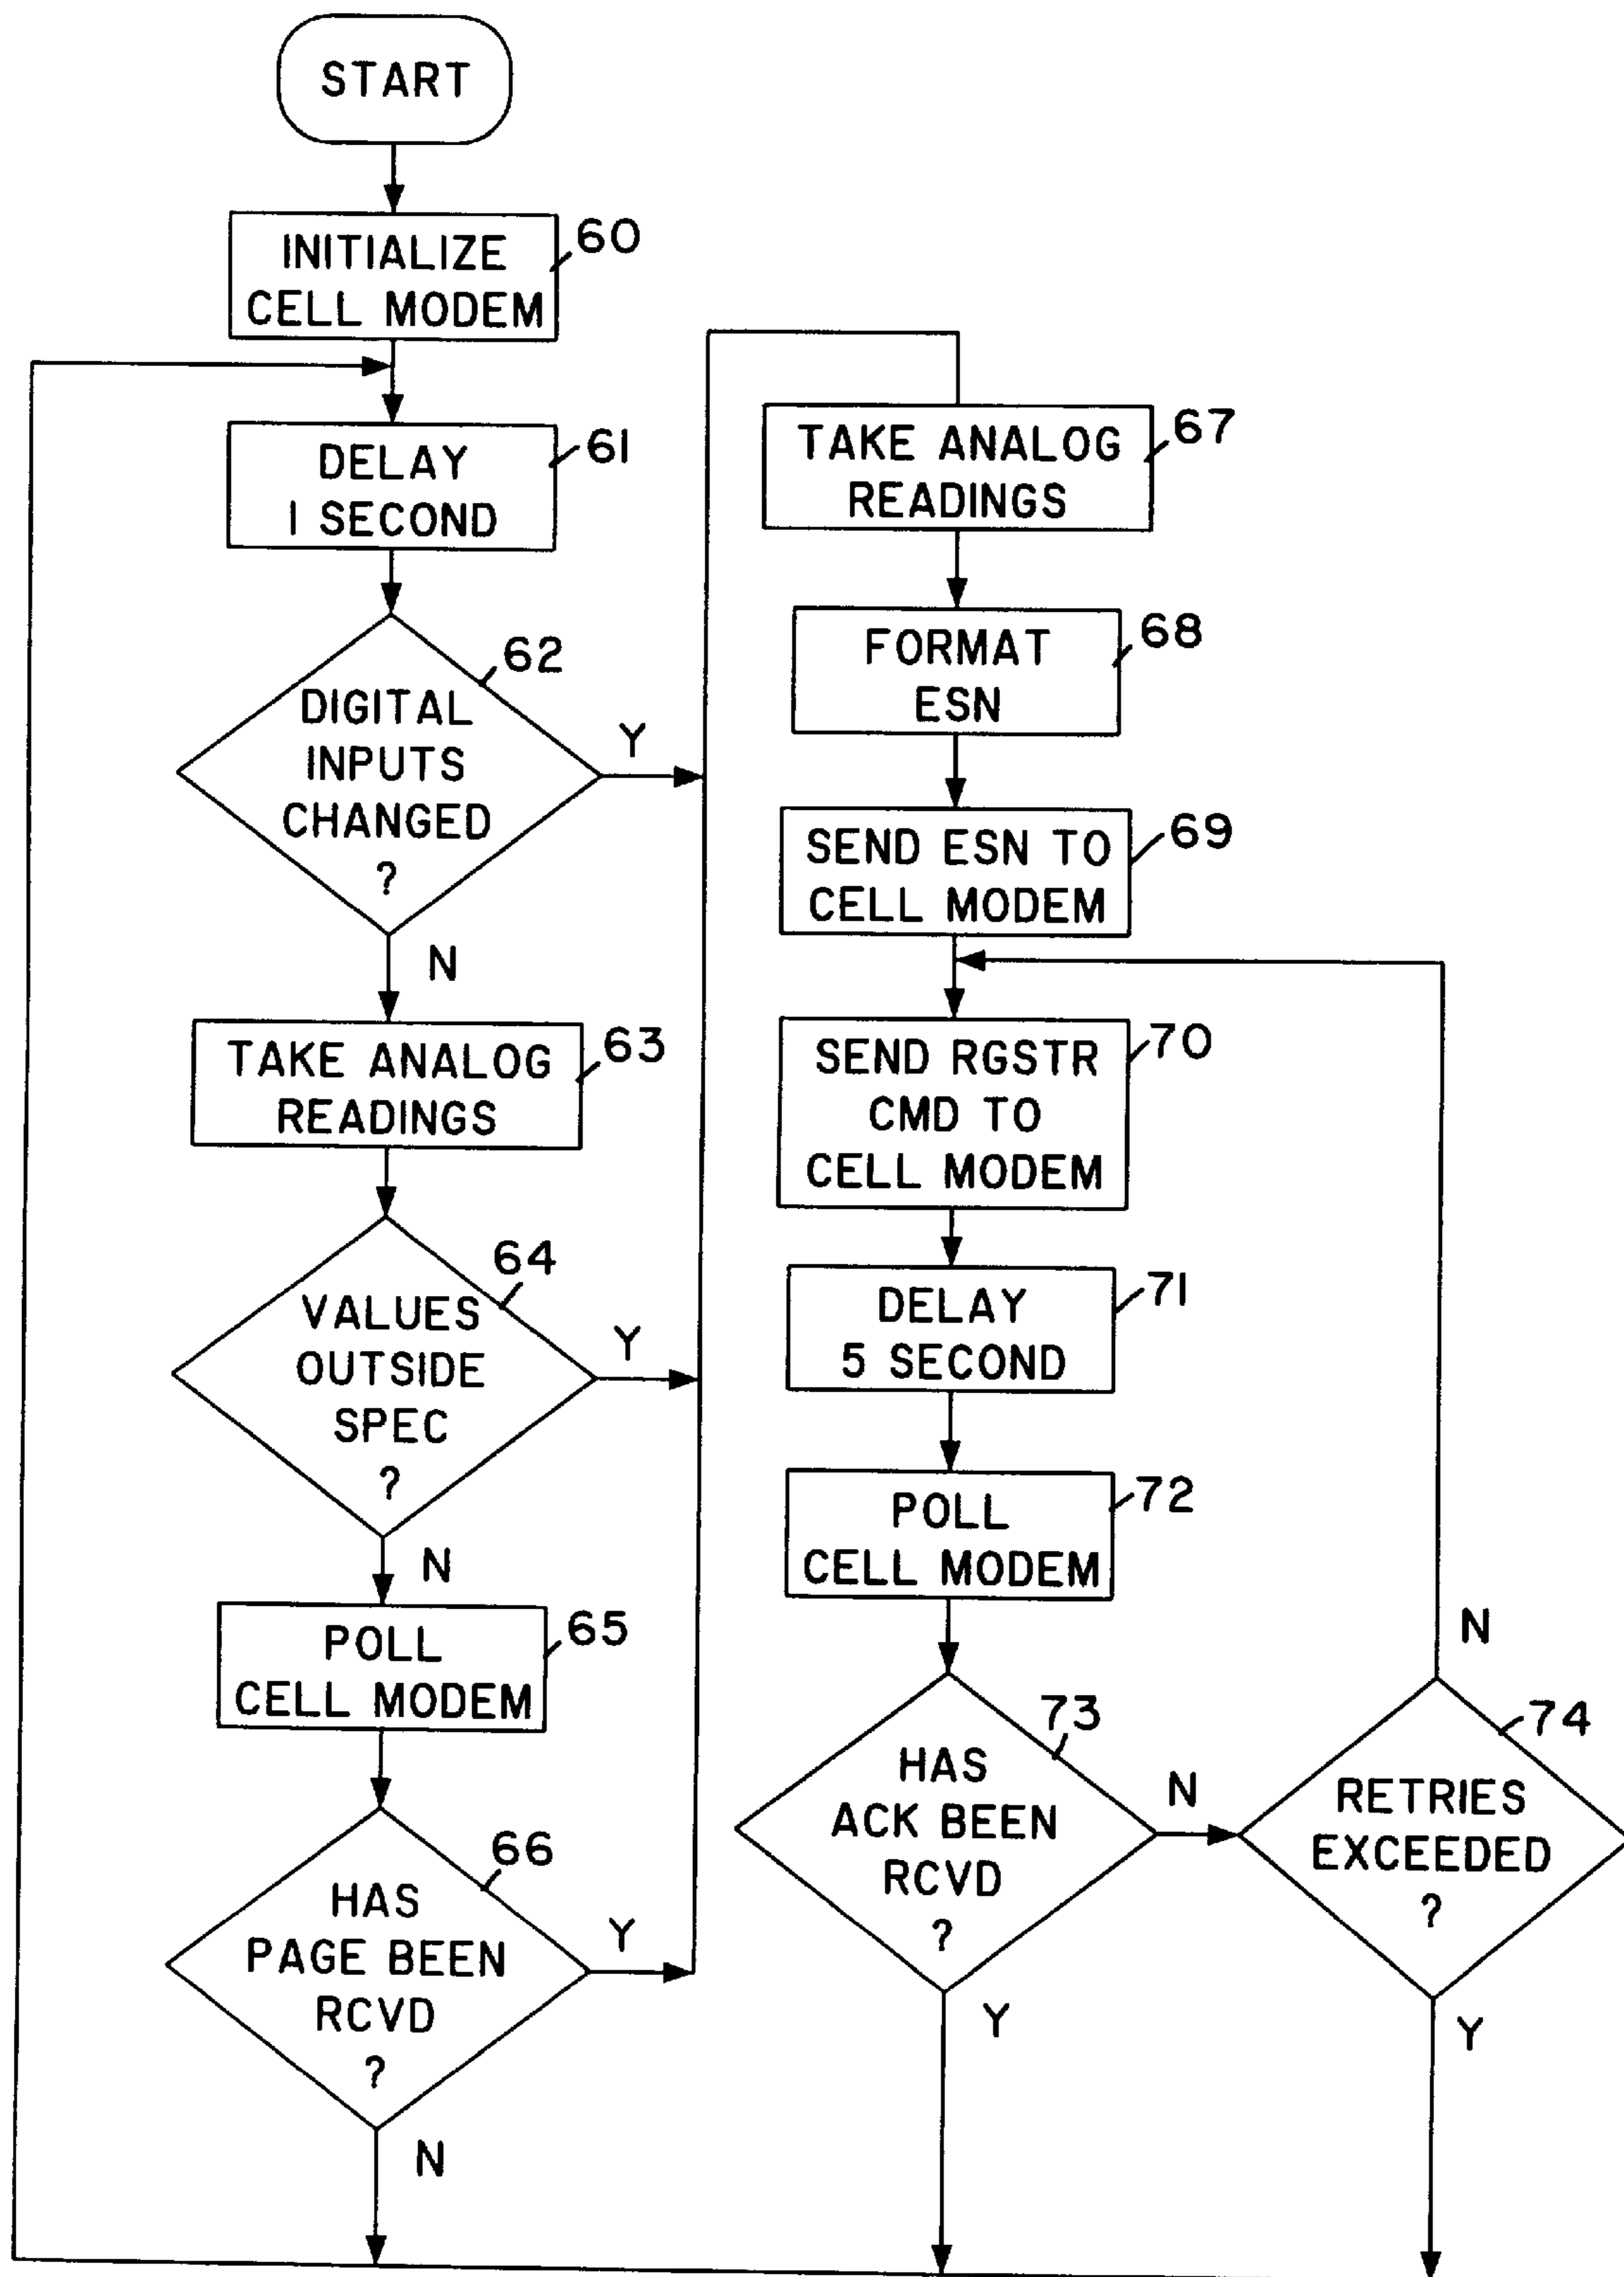 START
INITIALIZE
CELL MODEM
60
DELAY
1 SECOND
61
62
DIGITAL
INPUTS
CHANGED
?
Y
N
TAKE ANALOG
READINGS
63
64
VALUES
OUTSIDE
SPEC
?
Y
N
POLL
CELL MODEM
65
66
HAS
PAGE BEEN
RCVD
?
Y
N
TAKE ANALOG
READINGS
67
FORMAT
ESN
68
SEND ESN TO
CELL MODEM
69
SEND RGSTR
CMD TO
CELL MODEM
70
DELAY
5 SECOND
71
POLL
CELL MODEM
72
73
HAS
ACK BEEN
RCVD
?
N
Y
N
74
RETRIES
EXCEEDED
?
Y